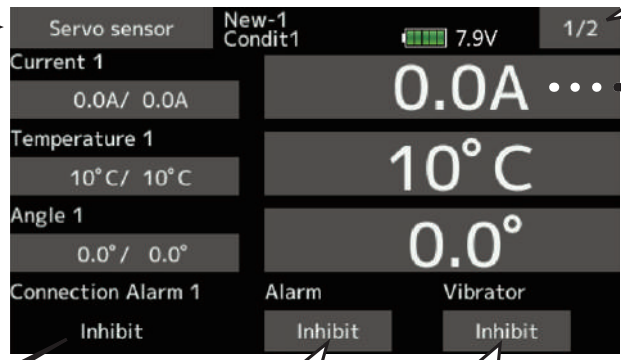 Servo sensor
New-1
Condit1
7.9V
1/2
Current 1
0.0A/ 0.0A
0.0A
Temperature 1
10°C/ 10°C
10°C
Angle 1
0.0°/ 0.0°
0.0°
Connection Alarm 1
Alarm
Vibrator
Inhibit
Inhibit
Inhibit